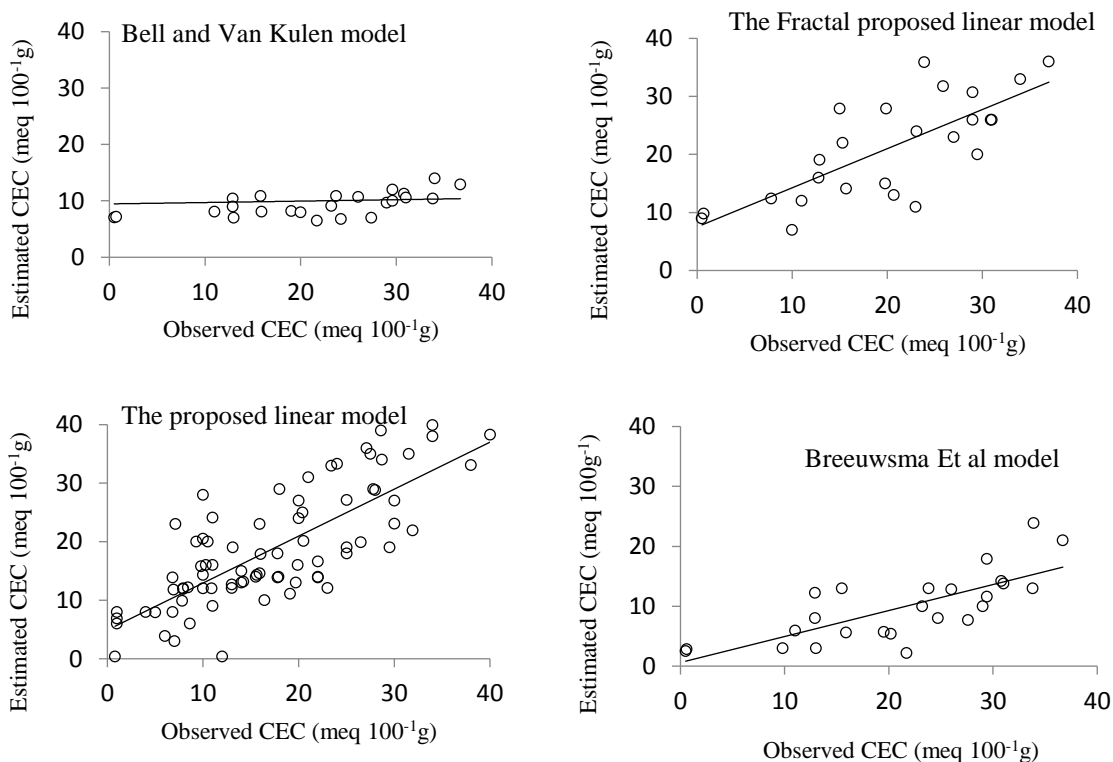 Bell and Van Kulen model
Estimated CEC (meq 100⁻¹g)
40
30
20
10
0
0 10 20 30 40
Observed CEC (meq 100⁻¹g)
The Fractal proposed linear model
Estimated CEC (meq 100⁻¹g)
40
30
20
10
0
0 10 20 30 40
Observed CEC (meq 100⁻¹g)
The proposed linear model
Estimated CEC (meq 100⁻¹g)
40
30
20
10
0
0 10 20 30 40
Observed CEC (meq 100⁻¹g)
Breeuwsma Et al model
Estimated CEC (meq 100g⁻¹)
40
30
20
10
0
0 10 20 30 40
Observed CEC (meq 100⁻¹g)